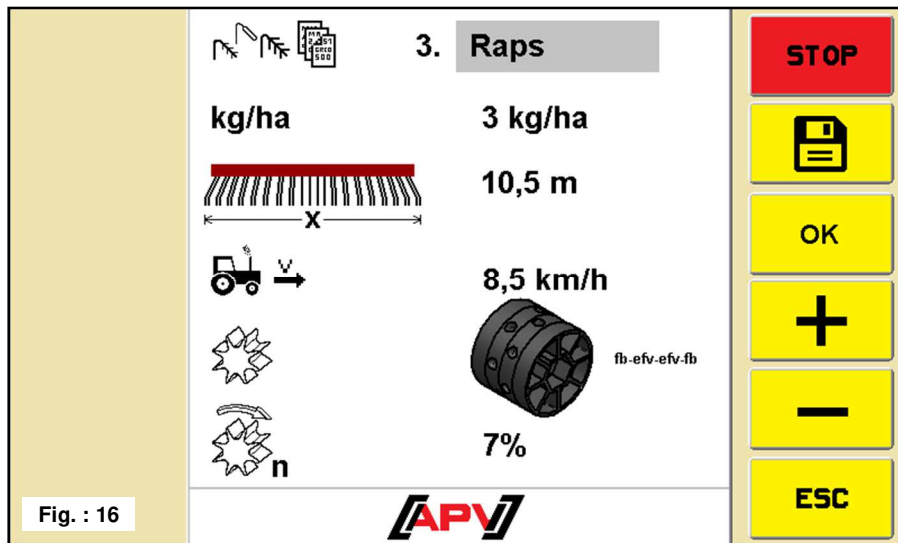 3. Raps
STOP
kg/ha 3 kg/ha
10,5 m
X
OK
V
8,5 km/h
fb-efv-efv-fb
n
7%
ESC
Fig. : 16
APV